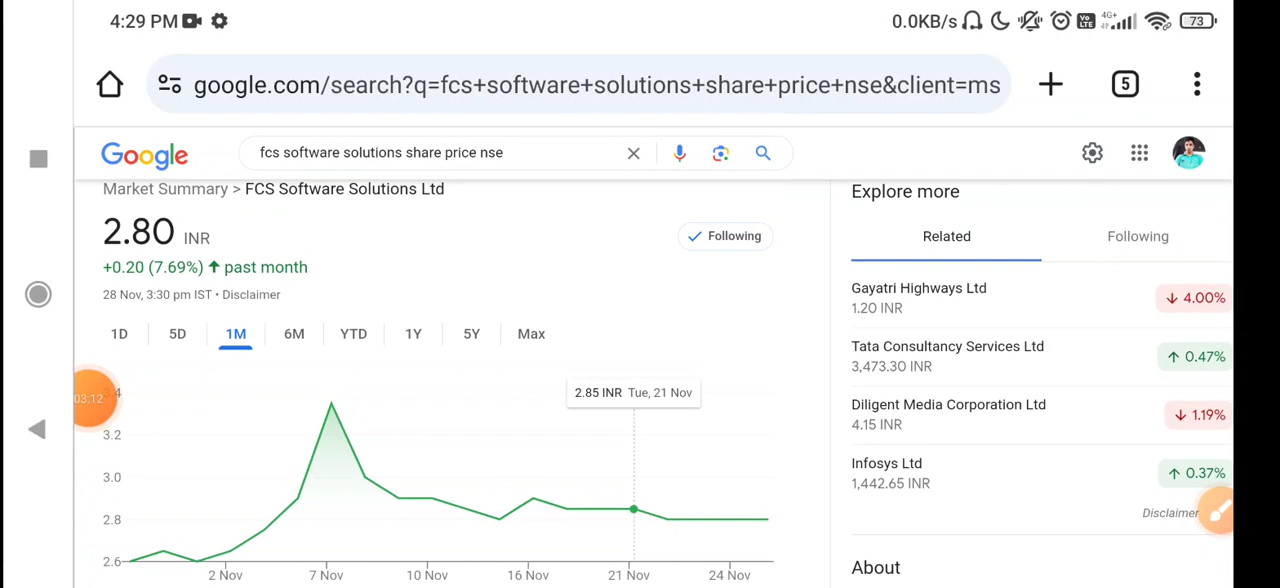 4:29 PM
0.0KB/s
4G+
Vo LTE
73
google.com/search?q=fcs+software+solutions+share+price+nse&client=ms
5
Google
fcs software solutions share price nse
Market Summary > FCS Software Solutions Ltd
2.80 INR
Following
+0.20 (7.69%) ↑ past month
28 Nov, 3:30 pm IST • Disclaimer
1D 5D 1M 6M YTD 1Y 5Y Max
03:12
3.4
2.85 INR Tue, 21 Nov
3.2
3.0
2.8
2.6
2 Nov 7 Nov 10 Nov 16 Nov 21 Nov 24 Nov
Explore more
Related Following
Gayatri Highways Ltd
1.20 INR
↓ 4.00%
Tata Consultancy Services Ltd
3,473.30 INR
↑ 0.47%
Diligent Media Corporation Ltd
4.15 INR
↓ 1.19%
Infosys Ltd
1,442.65 INR
↑ 0.37%
Disclaimer
About